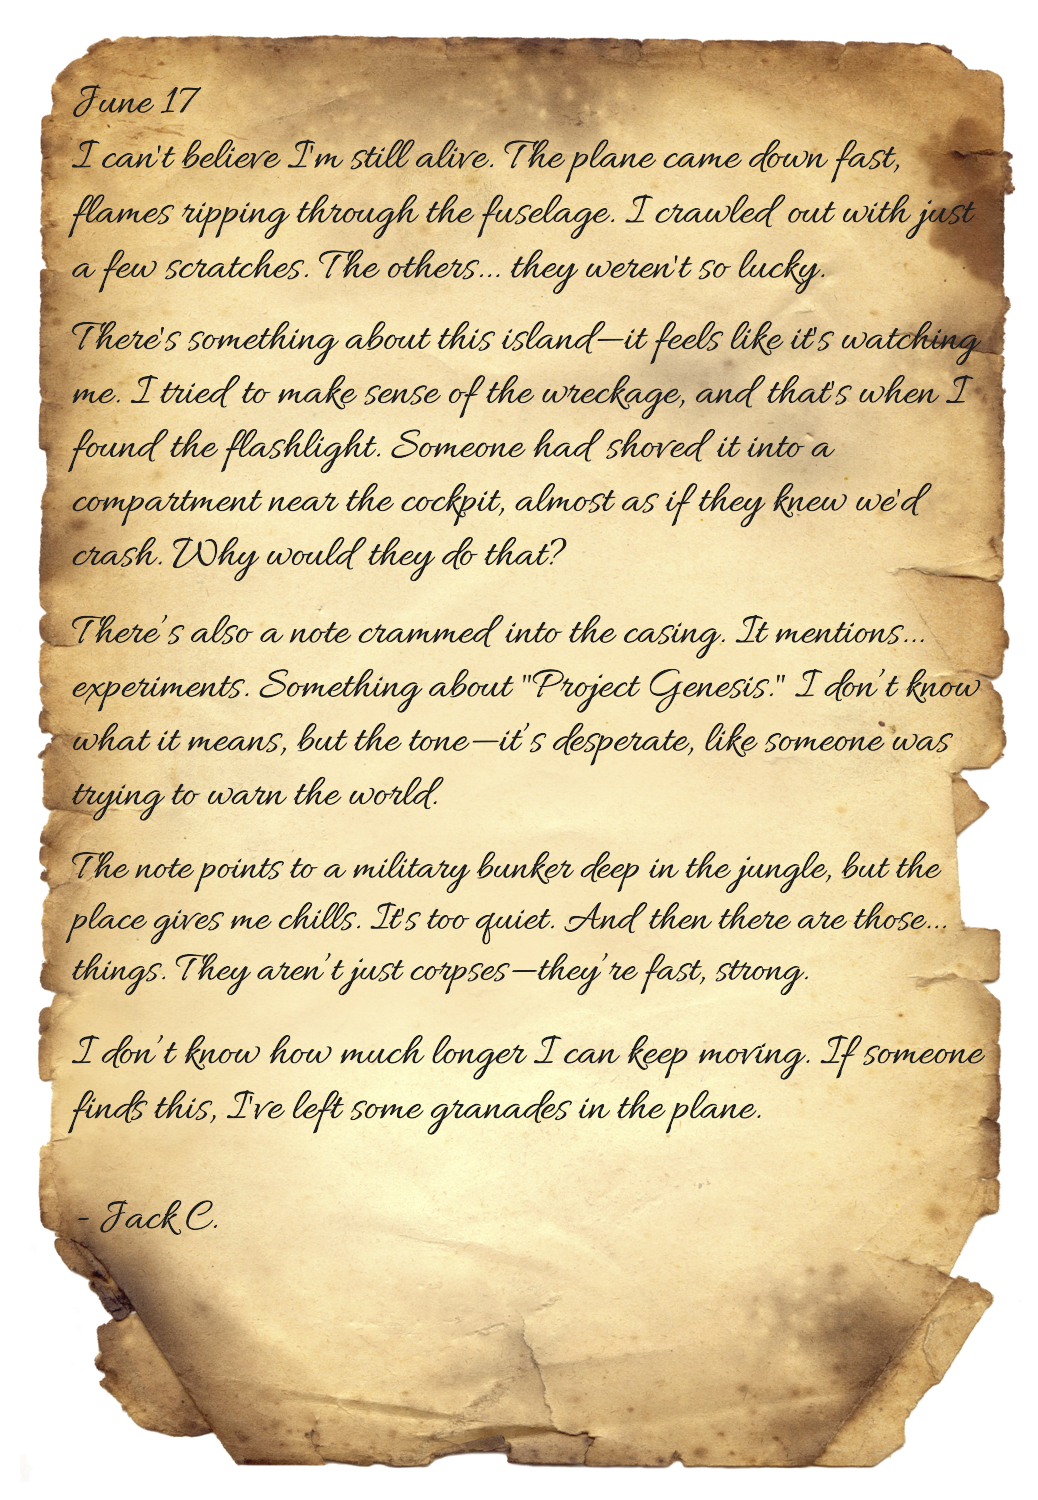 June 17
I can't believe I'm still alive. The plane came down fast,
flames ripping through the fuselage. I crawled out with just
a few scratches. The others... they weren't so lucky.
There's something about this island—it feels like it's watching
me. I tried to make sense of the wreckage, and that's when I
found the flashlight. Someone had shoved it into a
compartment near the cockpit, almost as if they knew we'd
crash. Why would they do that?
There's also a note crammed into the casing. It mentions...
experiments. Something about "Project Genesis." I don't know
what it means, but the tone—it's desperate, like someone was
trying to warn the world.
The note points to a military bunker deep in the jungle, but the
place gives me chills. It's too quiet. And then there are those...
things. They aren't just corpses—they're fast, strong.
I don't know how much longer I can keep moving. If someone
finds this, I've left some granades in the plane.
- Jack C.